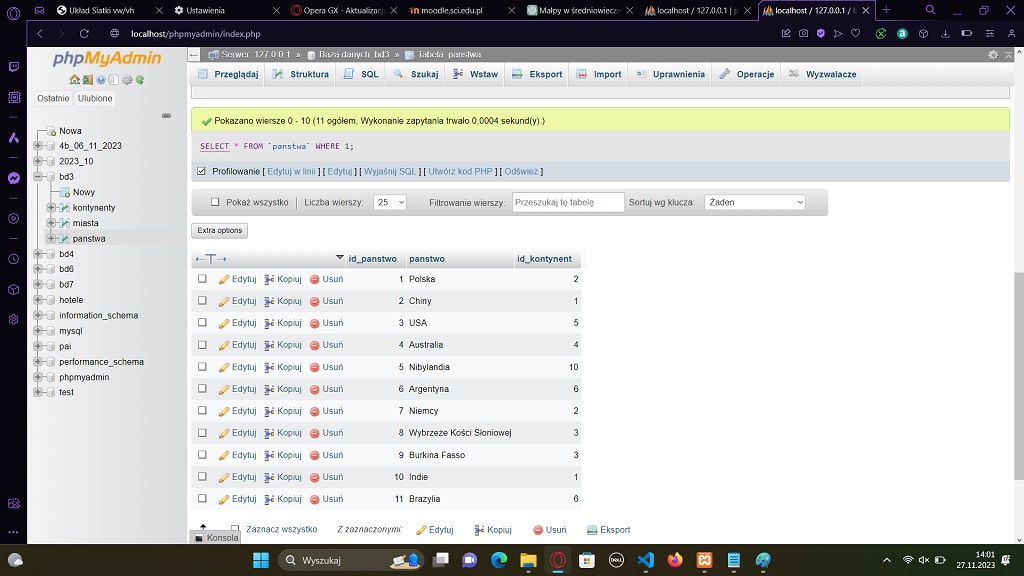 Układ Siatki vw/vh
Ustawienia
Opera GX - Aktualizacj
moodle.sci.edu.pl
Małpy w średniowieczn
localhost / 127.0.0.1 | p
localhost / 127.0.0.1 / b
localhost/phpmyadmin/index.php
phpMyAdmin
Ostatnie Ulubione
Nowa
4b_06_11_2023
2023_10
bd3
Nowy
kontynenty
miasta
panstwa
bd4
bd6
bd7
hotele
information_schema
mysql
pai
performance_schema
phpmyadmin
test
Serwer: 127.0.0.1 » Baza danych: bd3 » Tabela: panstwa
Przeglądaj Struktura SQL Szukaj Wstaw Eksport Import Uprawnienia Operacje Wyzwalacze
Pokazano wiersze 0 - 10 (11 ogółem, Wykonanie zapytania trwało 0,0004 sekund(y).)
SELECT * FROM `panstwa` WHERE 1;
Profilowanie [ Edytuj w linii ] [ Edytuj ] [ Wyjaśnij SQL ] [ Utwórz kod PHP ] [ Odśwież ]
Pokaż wszystko | Liczba wierszy: 25 Filtrowanie wierszy: Przeszukaj tę tabelę Sortuj wg klucza: Żaden
Extra options
←T→ id_panstwo panstwo id_kontynent
Edytuj Kopiuj Usuń 1 Polska 2
Edytuj Kopiuj Usuń 2 Chiny 1
Edytuj Kopiuj Usuń 3 USA 5
Edytuj Kopiuj Usuń 4 Australia 4
Edytuj Kopiuj Usuń 5 Nibylandia 10
Edytuj Kopiuj Usuń 6 Argentyna 6
Edytuj Kopiuj Usuń 7 Niemcy 2
Edytuj Kopiuj Usuń 8 Wybrzeże Kości Słoniowej 3
Edytuj Kopiuj Usuń 9 Burkina Fasso 3
Edytuj Kopiuj Usuń 10 Indie 1
Edytuj Kopiuj Usuń 11 Brazylia 6
Zaznacz wszystko Z zaznaczonymi: Edytuj Kopiuj Usuń Eksport
Konsola
Wyszukaj
DELL
14:01
27.11.2023